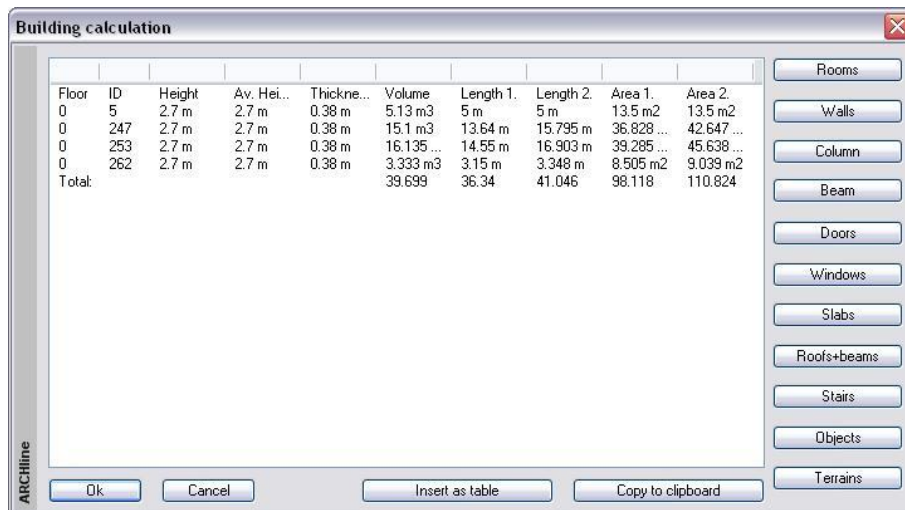 Building calculation
Floor ID Height Av. Hei... Thickne... Volume Length 1. Length 2. Area 1. Area 2.
0 5 2.7 m 2.7 m 0.38 m 5.13 m3 5 m 5 m 13.5 m2 13.5 m2
0 247 2.7 m 2.7 m 0.38 m 15.1 m3 13.64 m 15.795 m 36.828 ... 42.647 ...
0 253 2.7 m 2.7 m 0.38 m 16.135 ... 14.55 m 16.903 m 39.285 ... 45.638 ...
0 262 2.7 m 2.7 m 0.38 m 3.333 m3 3.15 m 3.348 m 8.505 m2 9.039 m2
Total: 39.699 36.34 41.046 98.118 110.824
Rooms
Walls
Column
Beam
Doors
Windows
Slabs
Roofs+beams
Stairs
Objects
Terrains
ARCHline
Ok Cancel Insert as table Copy to clipboard